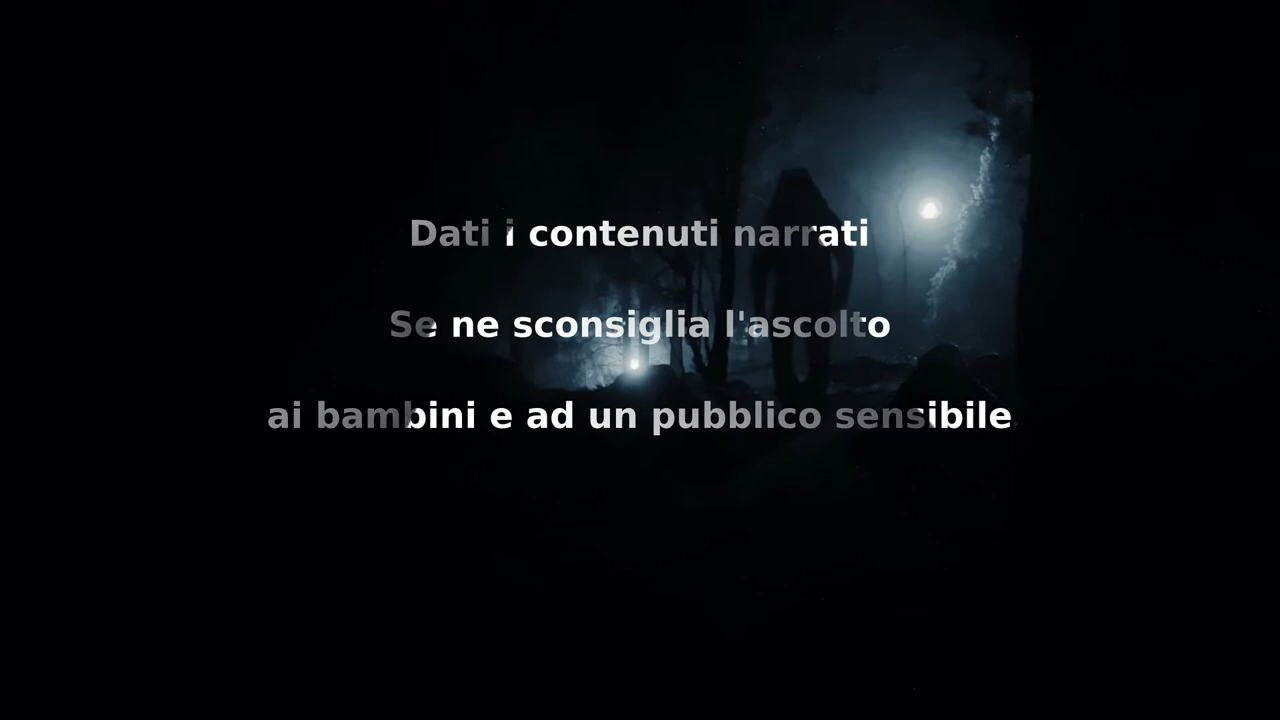 Dati i contenuti narrati
Se ne sconsiglia l'ascolto
ai bambini e ad un pubblico sensibile